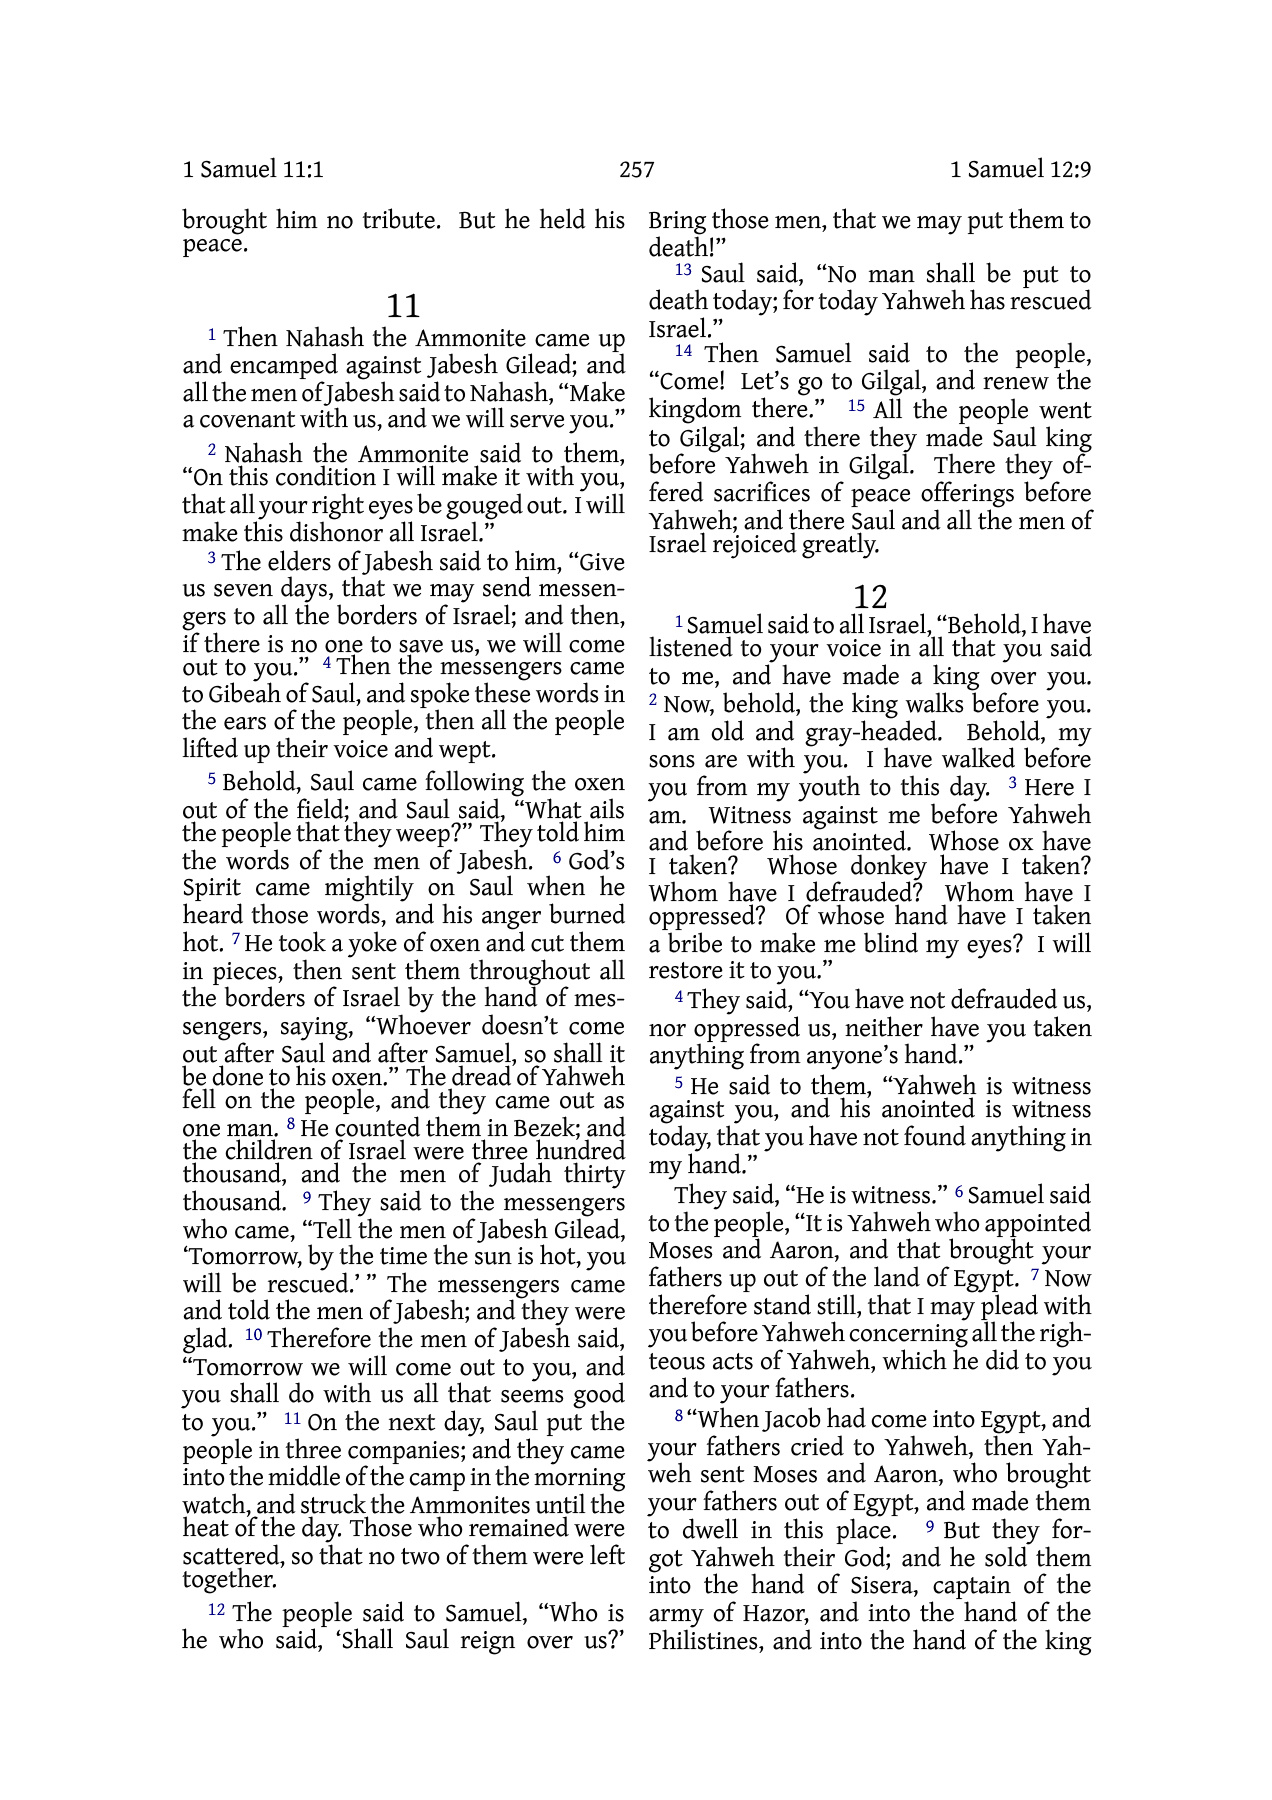 1 Samuel 11:1
257
1 Samuel 12:9
brought him no tribute. But he held his
peace.
11
1 Then Nahash the Ammonite came up
and encamped against Jabesh Gilead; and
all the men of Jabesh said to Nahash, “Make
a covenant with us, and we will serve you.”
2 Nahash the Ammonite said to them,
“On this condition I will make it with you,
that all your right eyes be gouged out. I will
make this dishonor all Israel.”
3 The elders of Jabesh said to him, “Give
us seven days, that we may send messen-
gers to all the borders of Israel; and then,
if there is no one to save us, we will come
out to you.” 4 Then the messengers came
to Gibeah of Saul, and spoke these words in
the ears of the people, then all the people
lifted up their voice and wept.
5 Behold, Saul came following the oxen
out of the field; and Saul said, “What ails
the people that they weep?” They told him
the words of the men of Jabesh. 6 God’s
Spirit came mightily on Saul when he
heard those words, and his anger burned
hot. 7 He took a yoke of oxen and cut them
in pieces, then sent them throughout all
the borders of Israel by the hand of mes-
sengers, saying, “Whoever doesn’t come
out after Saul and after Samuel, so shall it
be done to his oxen.” The dread of Yahweh
fell on the people, and they came out as
one man. 8 He counted them in Bezek; and
the children of Israel were three hundred
thousand, and the men of Judah thirty
thousand. 9 They said to the messengers
who came, “Tell the men of Jabesh Gilead,
‘Tomorrow, by the time the sun is hot, you
will be rescued.’ ” The messengers came
and told the men of Jabesh; and they were
glad. 10 Therefore the men of Jabesh said,
“Tomorrow we will come out to you, and
you shall do with us all that seems good
to you.” 11 On the next day, Saul put the
people in three companies; and they came
into the middle of the camp in the morning
watch, and struck the Ammonites until the
heat of the day. Those who remained were
scattered, so that no two of them were left
together.
12 The people said to Samuel, “Who is
he who said, ‘Shall Saul reign over us?’
Bring those men, that we may put them to
death!”
13 Saul said, “No man shall be put to
death today; for today Yahweh has rescued
Israel.”
14 Then Samuel said to the people,
“Come! Let’s go to Gilgal, and renew the
kingdom there.” 15 All the people went
to Gilgal; and there they made Saul king
before Yahweh in Gilgal. There they of-
fered sacrifices of peace offerings before
Yahweh; and there Saul and all the men of
Israel rejoiced greatly.
12
1 Samuel said to all Israel, “Behold, I have
listened to your voice in all that you said
to me, and have made a king over you.
2 Now, behold, the king walks before you.
I am old and gray-headed. Behold, my
sons are with you. I have walked before
you from my youth to this day. 3 Here I
am. Witness against me before Yahweh
and before his anointed. Whose ox have
I taken? Whose donkey have I taken?
Whom have I defrauded? Whom have I
oppressed? Of whose hand have I taken
a bribe to make me blind my eyes? I will
restore it to you.”
4 They said, “You have not defrauded us,
nor oppressed us, neither have you taken
anything from anyone’s hand.”
5 He said to them, “Yahweh is witness
against you, and his anointed is witness
today, that you have not found anything in
my hand.”
They said, “He is witness.” 6 Samuel said
to the people, “It is Yahweh who appointed
Moses and Aaron, and that brought your
fathers up out of the land of Egypt. 7 Now
therefore stand still, that I may plead with
you before Yahweh concerning all the righ-
teous acts of Yahweh, which he did to you
and to your fathers.
8 “When Jacob had come into Egypt, and
your fathers cried to Yahweh, then Yah-
weh sent Moses and Aaron, who brought
your fathers out of Egypt, and made them
to dwell in this place. 9 But they for-
got Yahweh their God; and he sold them
into the hand of Sisera, captain of the
army of Hazor, and into the hand of the
Philistines, and into the hand of the king